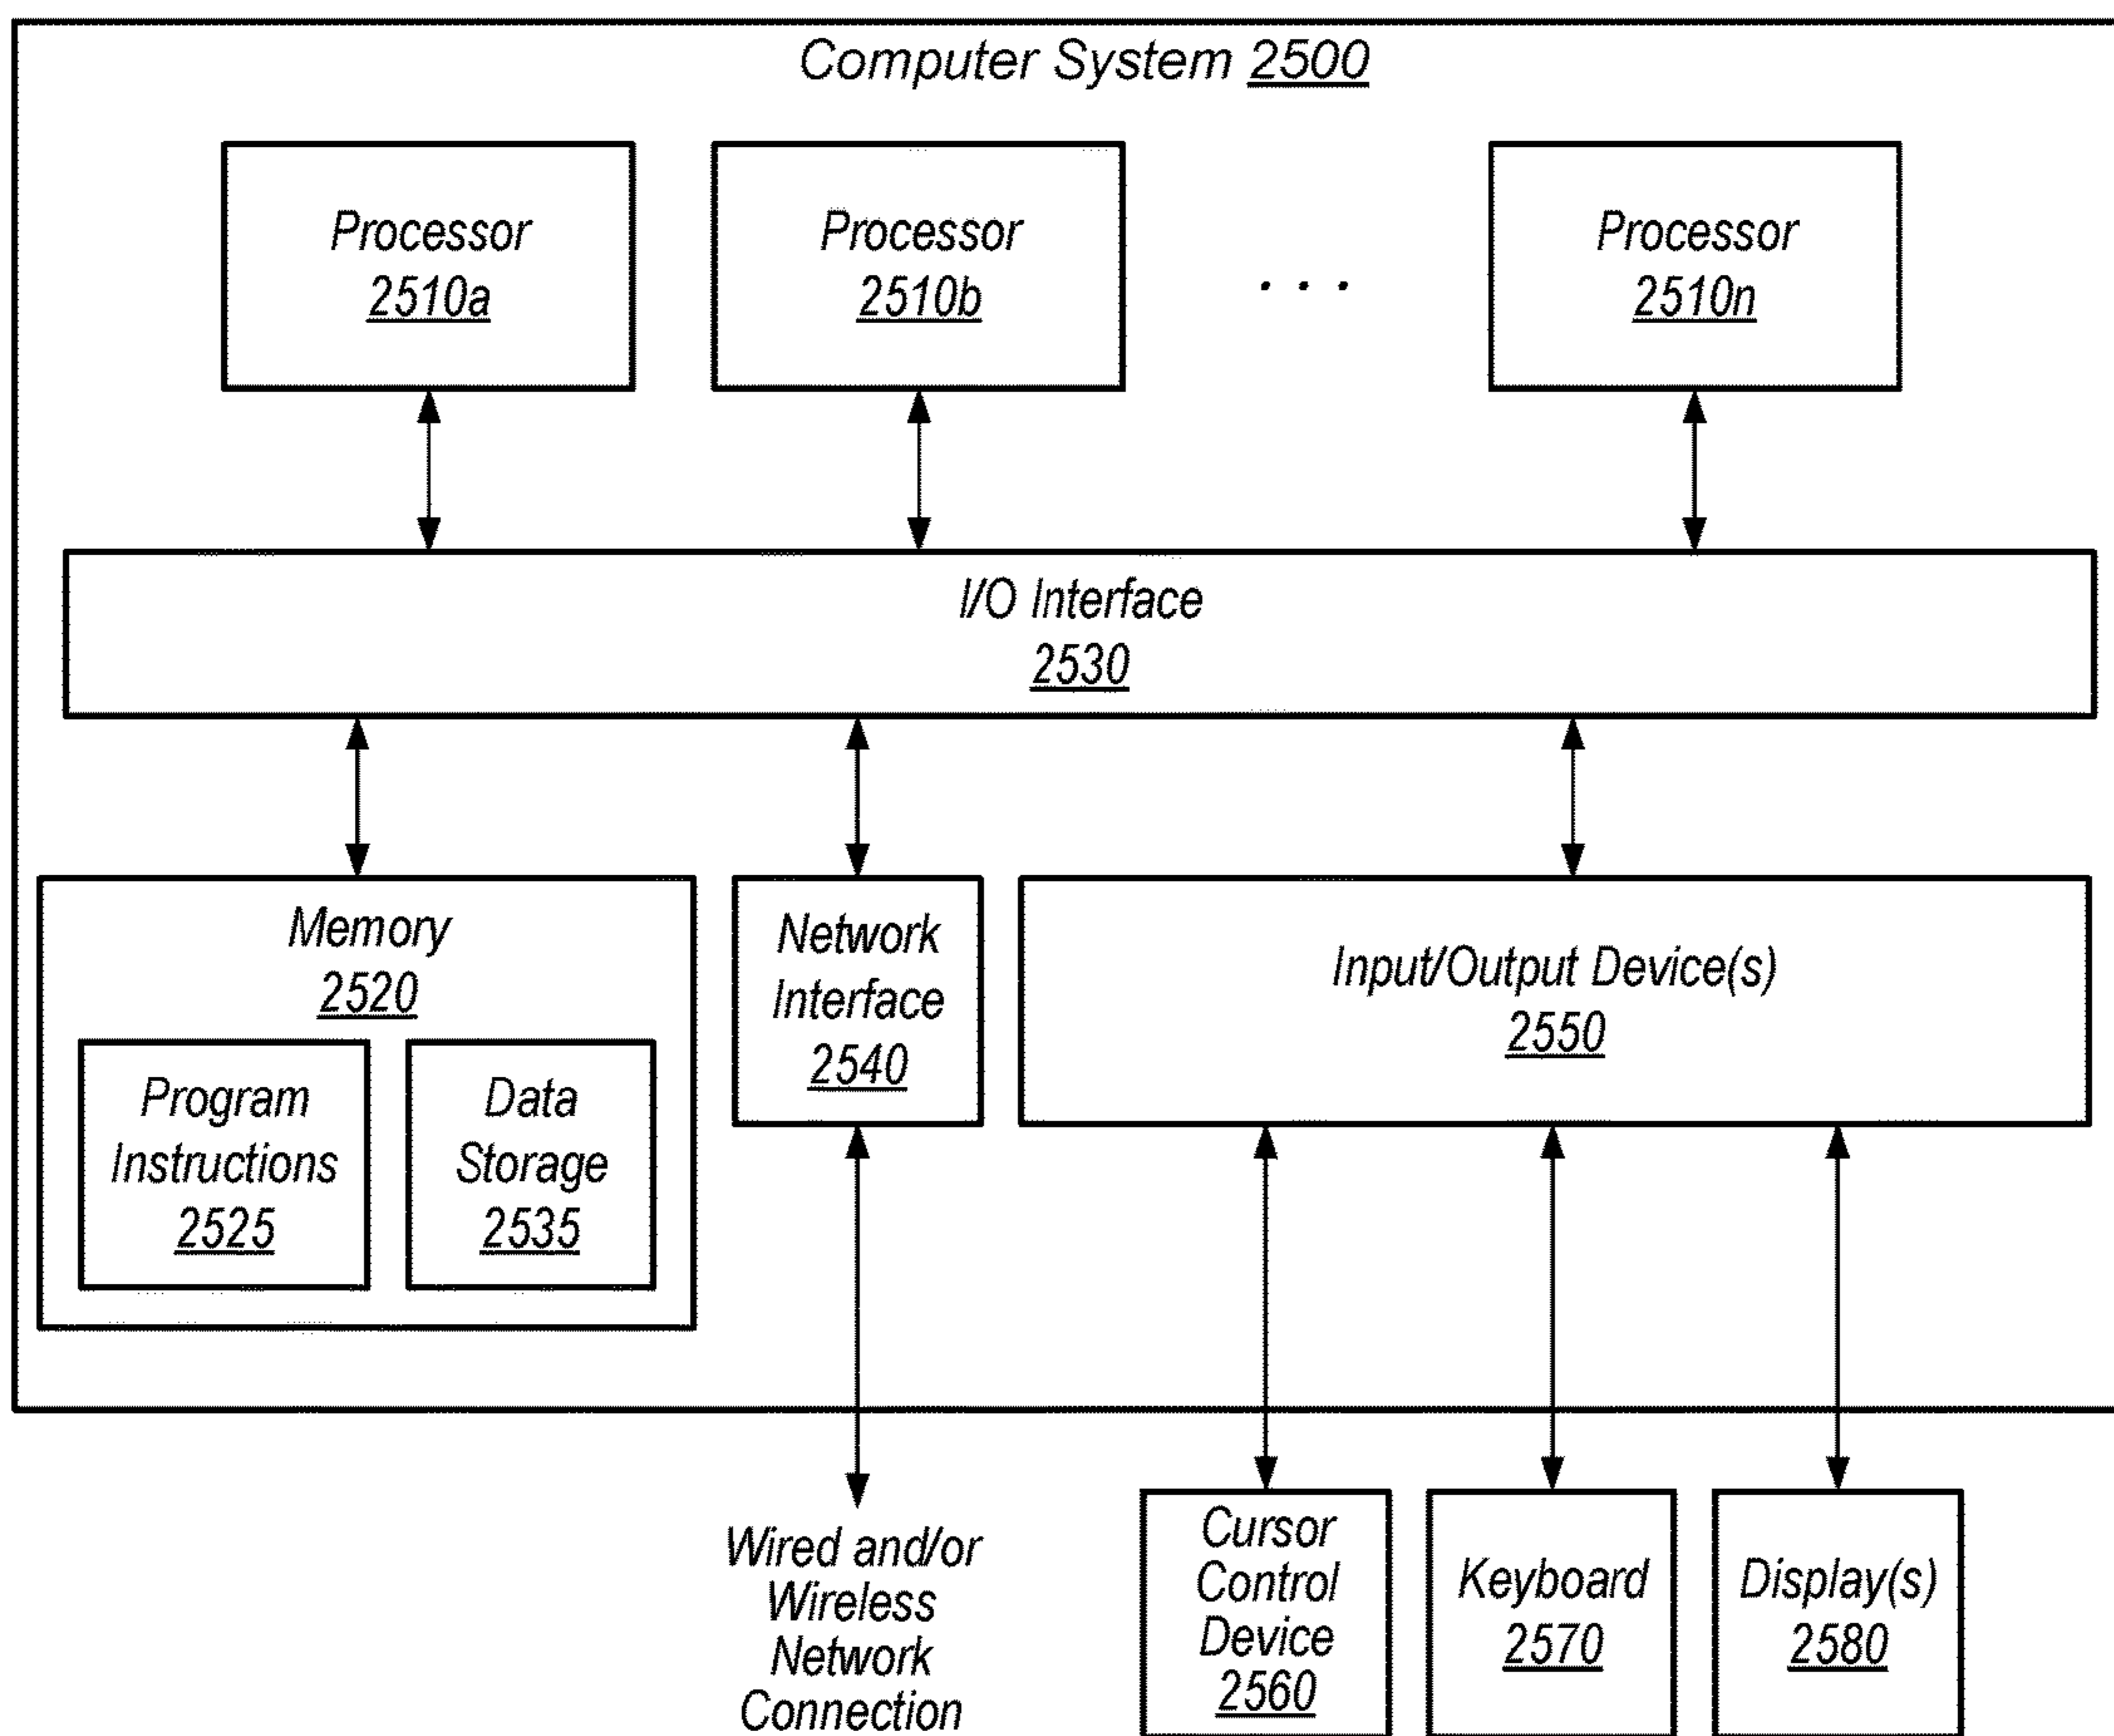 Computer System 2500
Processor
2510a
Processor
2510b
. . .
Processor
2510n
I/O Interface
2530
Memory
2520
Program
Instructions
2525
Data
Storage
2535
Network
Interface
2540
Input/Output Device(s)
2550
Wired and/or
Wireless
Network
Connection
Cursor
Control
Device
2560
Keyboard
2570
Display(s)
2580